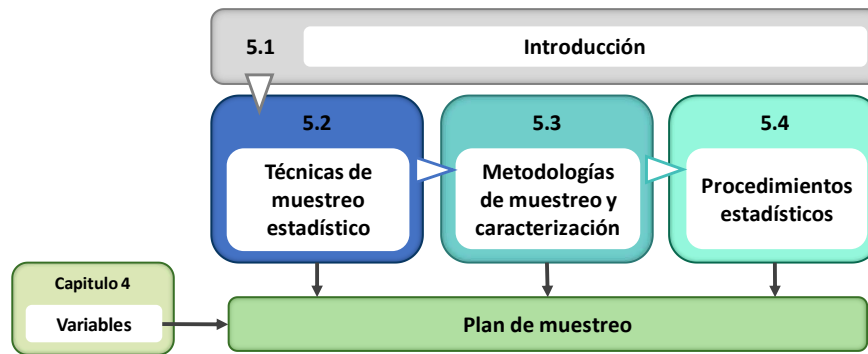 5.1
Introducción
5.2
Técnicas de
muestreo
estadístico
5.3
Metodologías
de muestreo y
caracterización
5.4
Procedimientos
estadísticos
Capitulo 4
Variables
Plan de muestreo